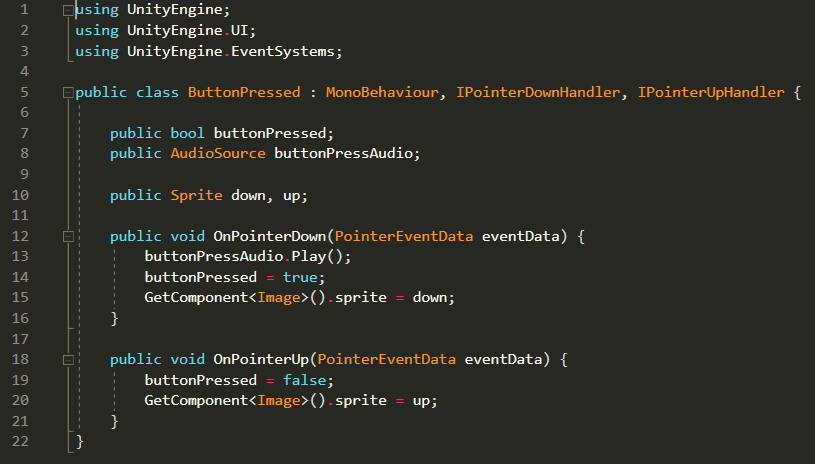 1 using UnityEngine;
2 using UnityEngine.UI;
3 using UnityEngine.EventSystems;
4
5 public class ButtonPressed : MonoBehaviour, IPointerDownHandler, IPointerUpHandler {
6
7     public bool buttonPressed;
8     public AudioSource buttonPressAudio;
9
10     public Sprite down, up;
11
12     public void OnPointerDown(PointerEventData eventData) {
13         buttonPressAudio.Play();
14         buttonPressed = true;
15         GetComponent<Image>().sprite = down;
16     }
17
18     public void OnPointerUp(PointerEventData eventData) {
19         buttonPressed = false;
20         GetComponent<Image>().sprite = up;
21     }
22 }